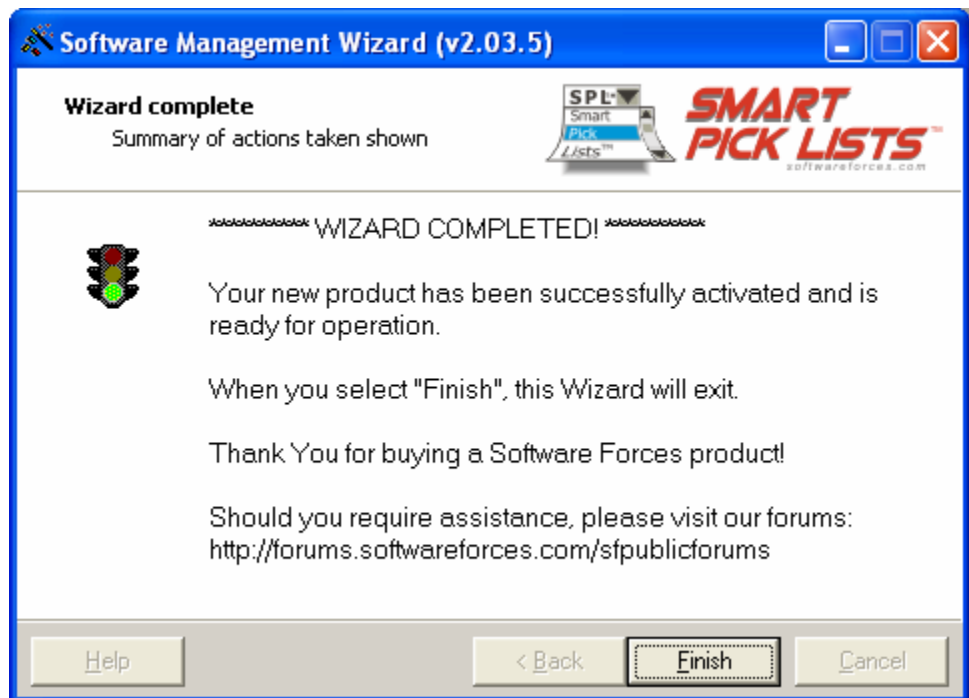 Software Management Wizard (v2.03.5)
Wizard complete
Summary of actions taken shown
SPL™
Smart
Pick
Lists™
SMART
PICK LISTS™
softwareforces.com
*********** WIZARD COMPLETED! ***********
Your new product has been successfully activated and is
ready for operation.
When you select "Finish", this Wizard will exit.
Thank You for buying a Software Forces product!
Should you require assistance, please visit our forums:
http://forums.softwareforces.com/sfpublicforums
Help
< Back
Finish
Cancel